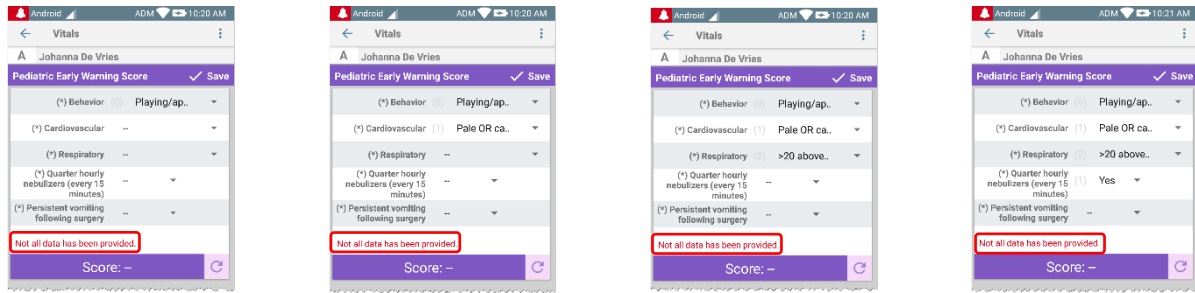 Android ADM 10:20 AM
Vitals
A Johanna De Vries
Pediatric Early Warning Score Save
(*) Behavior (0) Playing/ap..
(*) Cardiovascular --
(*) Respiratory --
(*) Quarter hourly
nebulizers (every 15 --
minutes)
(*) Persistent vomiting
following surgery --
Not all data has been provided.
Score: –
Android ADM 10:20 AM
Vitals
A Johanna De Vries
Pediatric Early Warning Score Save
(*) Behavior (0) Playing/ap..
(*) Cardiovascular (1) Pale OR ca..
(*) Respiratory --
(*) Quarter hourly
nebulizers (every 15 --
minutes)
(*) Persistent vomiting
following surgery --
Not all data has been provided.
Score: –
Android ADM 10:20 AM
Vitals
A Johanna De Vries
Pediatric Early Warning Score Save
(*) Behavior (0) Playing/ap..
(*) Cardiovascular (1) Pale OR ca..
(*) Respiratory (2) >20 above..
(*) Quarter hourly
nebulizers (every 15 --
minutes)
(*) Persistent vomiting
following surgery --
Not all data has been provided.
Score: –
Android ADM 10:21 AM
Vitals
A Johanna De Vries
Pediatric Early Warning Score Save
(*) Behavior (0) Playing/ap..
(*) Cardiovascular (1) Pale OR ca..
(*) Respiratory (2) >20 above..
(*) Quarter hourly
nebulizers (every 15 (1) Yes
minutes)
(*) Persistent vomiting
following surgery --
Not all data has been provided.
Score: –